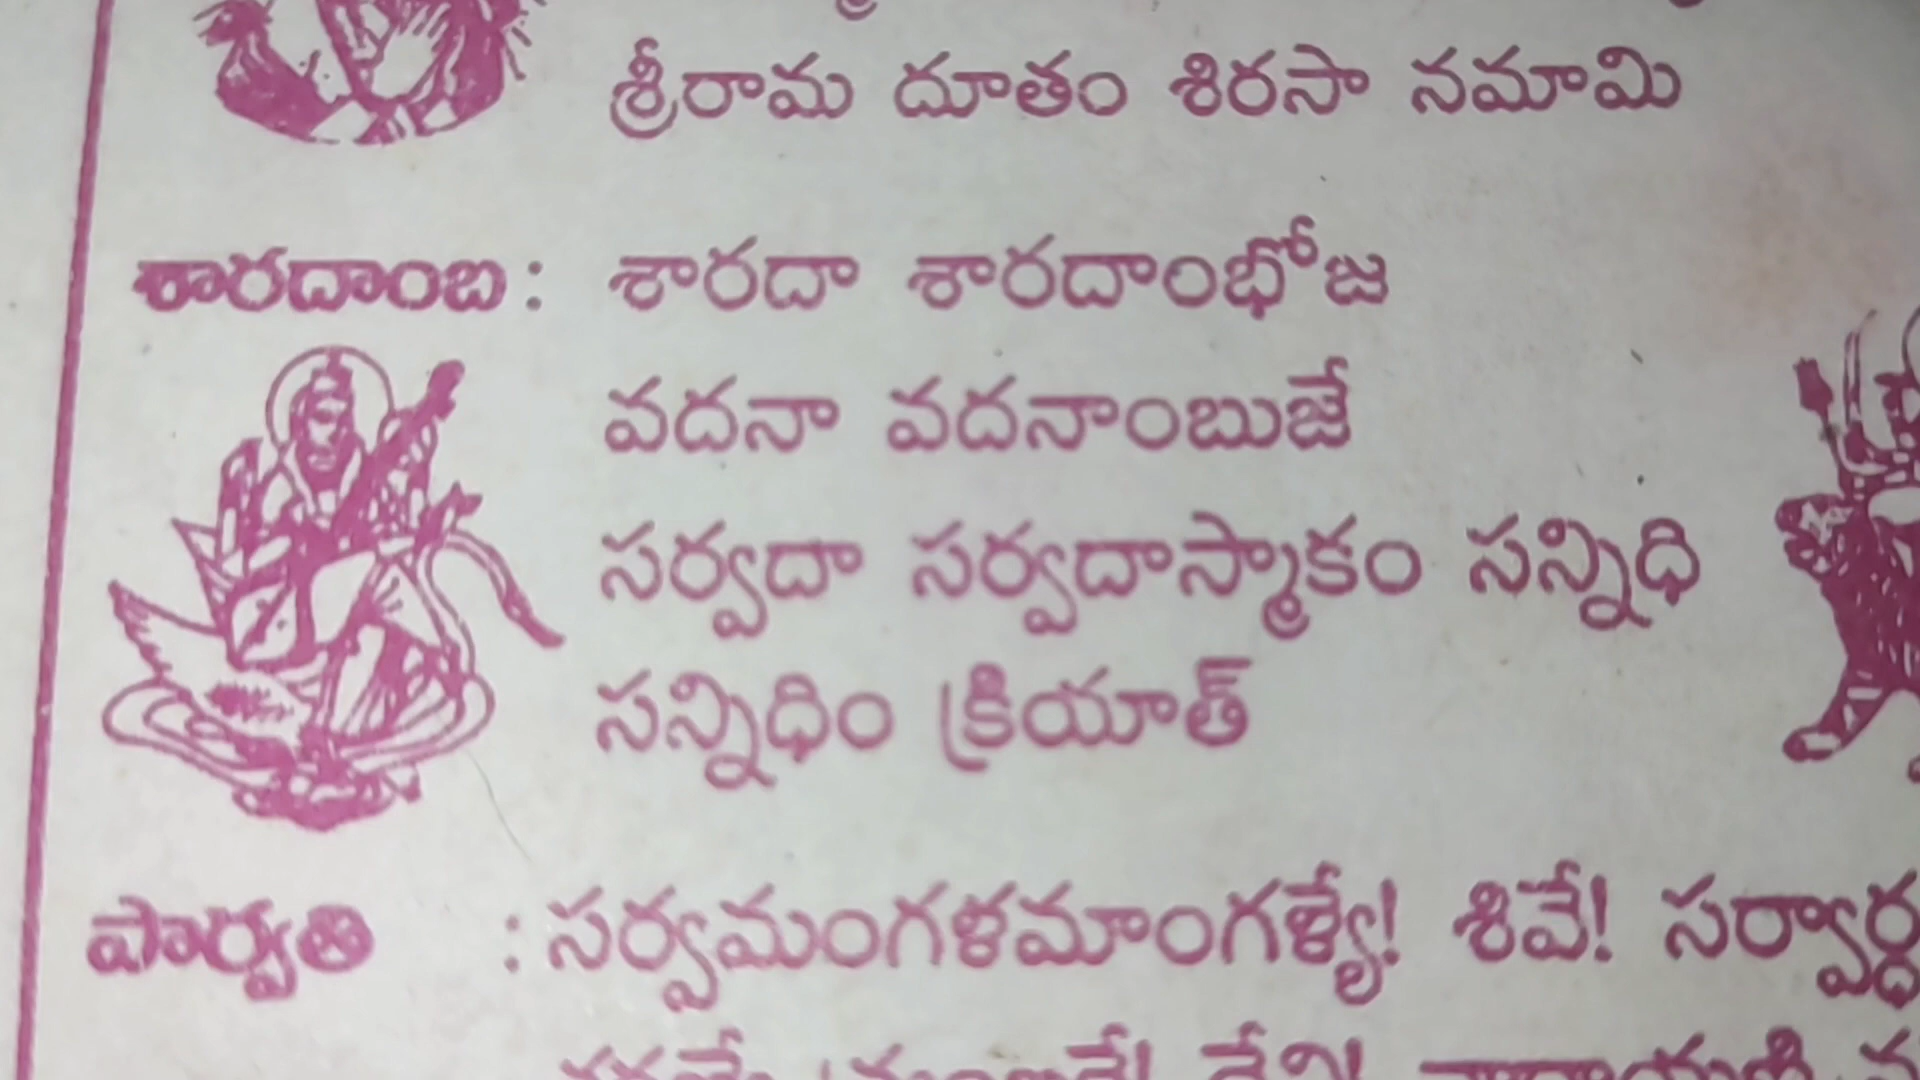 శ్రీరామ దూతం శిరసా నమామి
శారదాంబ : శారదా శారదాంభోజ
వదనా వదనాంబుజే
సర్వదా సర్వదాస్మాకం సన్నిధి
సన్నిధిం క్రియాత్
పార్వతి : సర్వమంగళమాంగళ్యే! శివే!